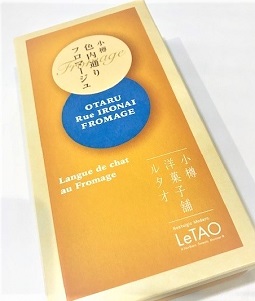 小樽
色内通り
フロマージュ
Fromage
OTARU
Rue IRONAI
FROMAGE
Langue de chat
au Fromage
小樽
洋菓子舗
ルタオ
LeTAO